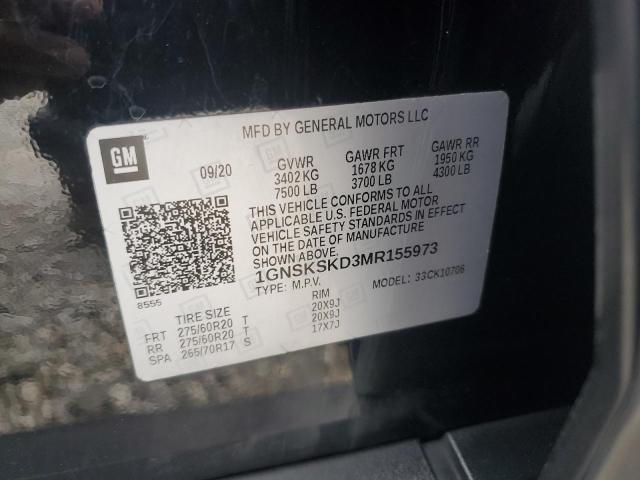 MFD BY GENERAL MOTORS LLC
GM
09/20 GVWR GAWR FRT GAWR RR
3402 KG 1678 KG 1950 KG
7500 LB 3700 LB 4300 LB
THIS VEHICLE CONFORMS TO ALL
APPLICABLE U.S. FEDERAL MOTOR
VEHICLE SAFETY STANDARDS IN EFFECT
ON THE DATE OF MANUFACTURE
SHOWN ABOVE.
1GNSKSKD3MR155973
8555
TYPE: M.P.V. MODEL: 33CK10706
TIRE SIZE RIM
FRT 275/60R20 T 20X9J
RR 275/60R20 T 20X9J
SPA 265/70R17 S 17X7J